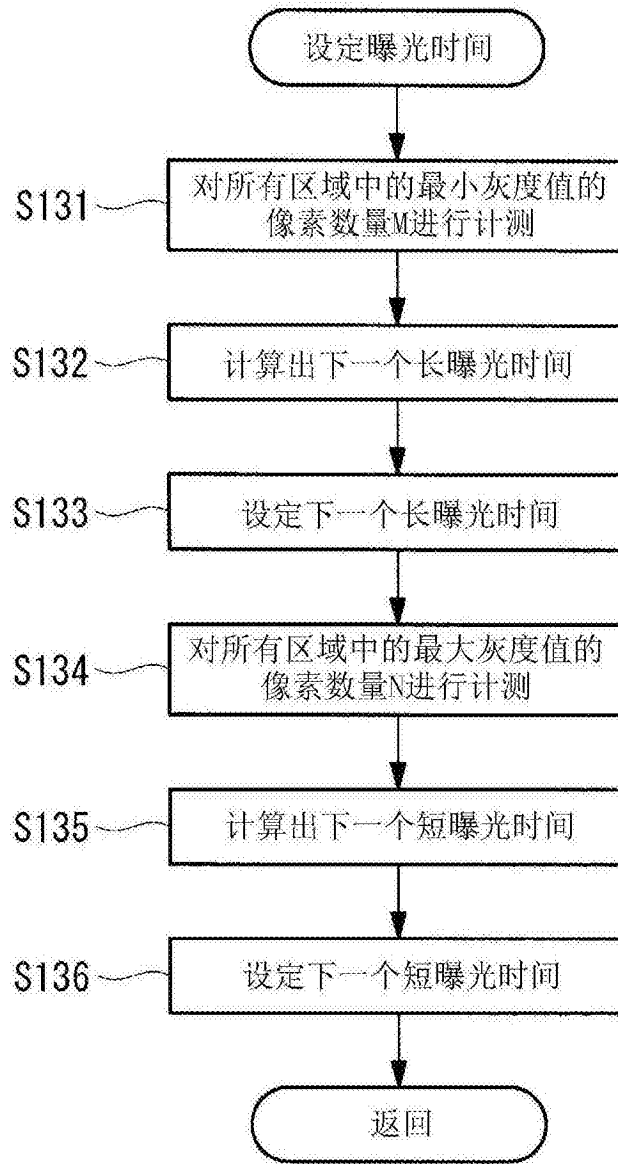 设定曝光时间
S131
对所有区域中的最小灰度值的
像素数量M进行计测
S132
计算出下一个长曝光时间
S133
设定下一个长曝光时间
S134
对所有区域中的最大灰度值的
像素数量N进行计测
S135
计算出下一个短曝光时间
S136
设定下一个短曝光时间
返回